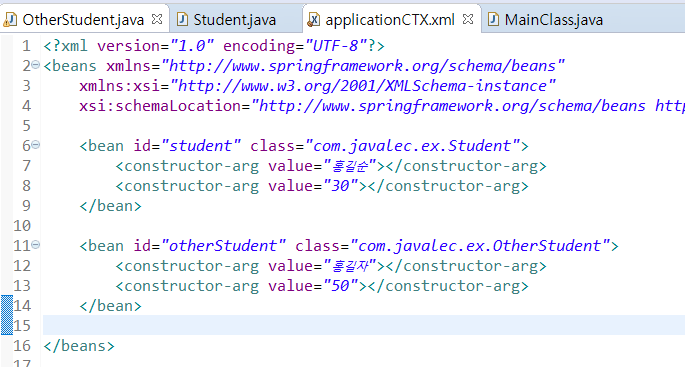 OtherStudent.java Student.java applicationCTX.xml MainClass.java
1 <?xml version="1.0" encoding="UTF-8"?>
2 <beans xmlns="http://www.springframework.org/schema/beans"
3 xmlns:xsi="http://www.w3.org/2001/XMLSchema-instance"
4 xsi:schemaLocation="http://www.springframework.org/schema/beans http
5
6 <bean id="student" class="com.javalec.ex.Student">
7 <constructor-arg value="홍길순"></constructor-arg>
8 <constructor-arg value="30"></constructor-arg>
9 </bean>
10
11 <bean id="otherStudent" class="com.javalec.ex.OtherStudent">
12 <constructor-arg value="홍길자"></constructor-arg>
13 <constructor-arg value="50"></constructor-arg>
14 </bean>
15
16 </beans>
17